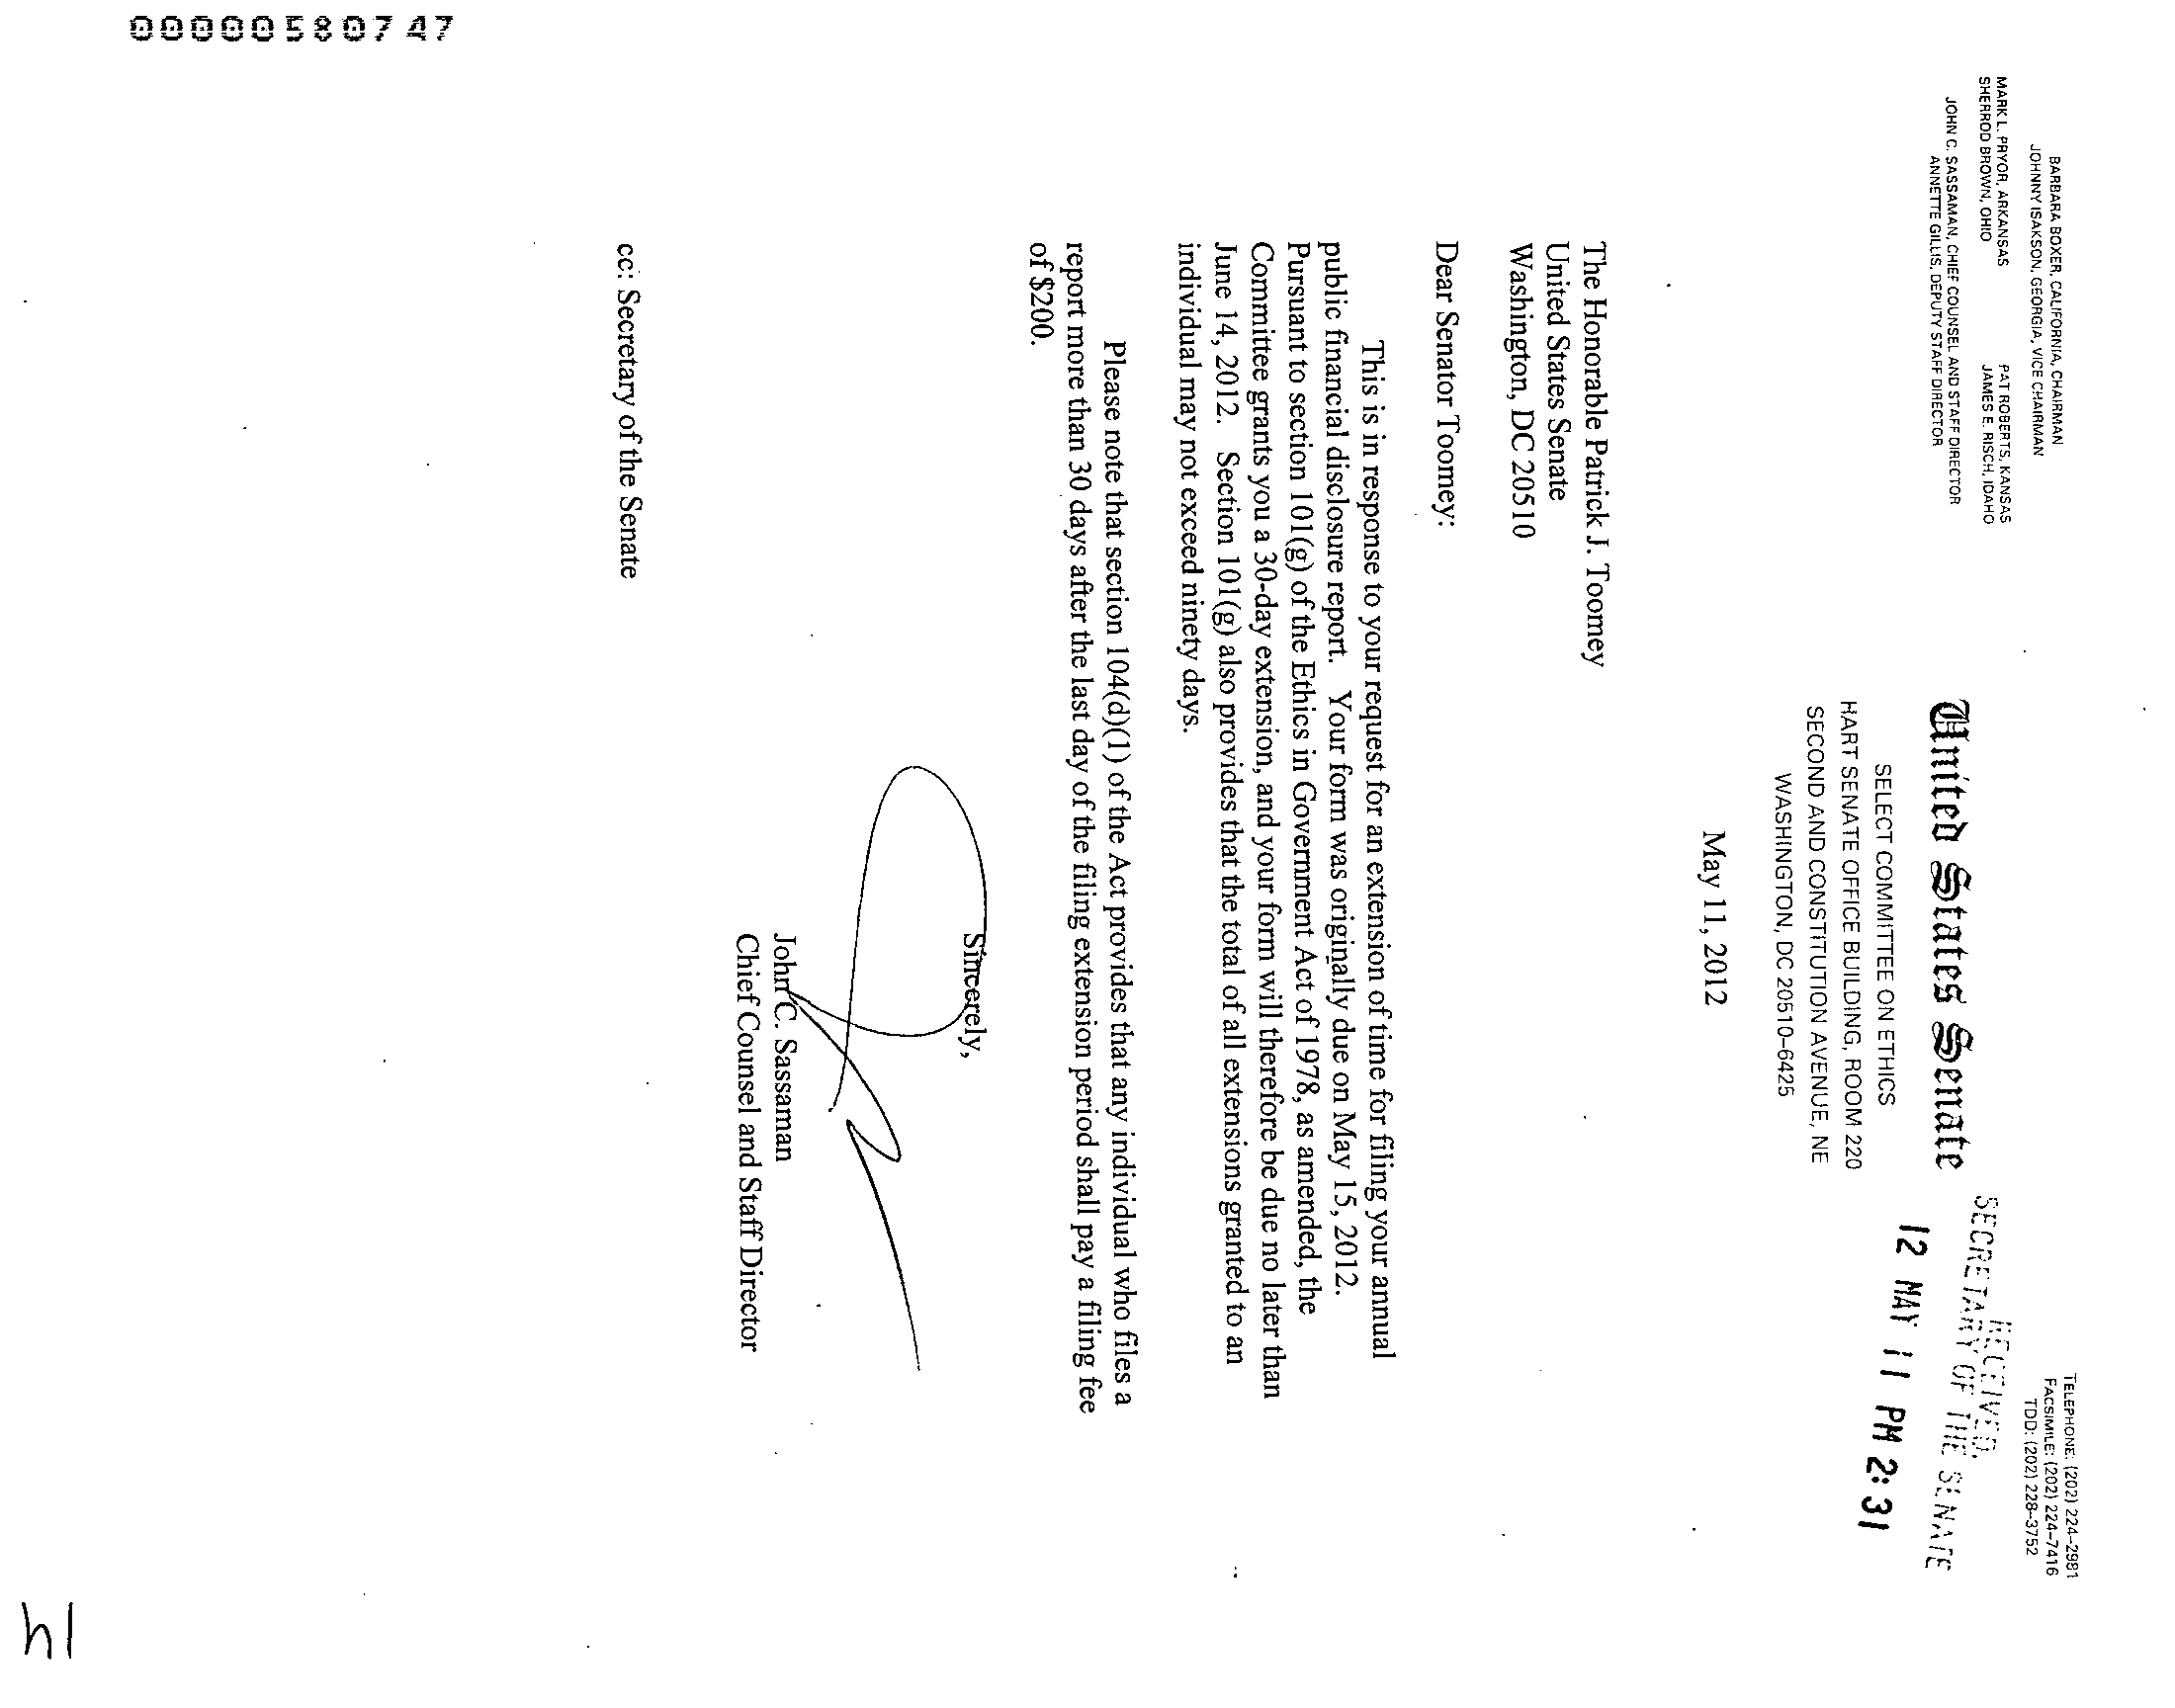 00000580747
BARBARA BOXER, CALIFORNIA, CHAIRMAN
JOHNNY ISAKSON, GEORGIA, VICE CHAIRMAN
MARK L. PRYOR, ARKANSAS PAT ROBERTS, KANSAS
SHERROD BROWN, OHIO JAMES E. RISCH, IDAHO
JOHN C. SASSAMAN, CHIEF COUNSEL AND STAFF DIRECTOR
ANNETTE GILLIS, DEPUTY STAFF DIRECTOR
TELEPHONE: (202) 224–2981
FACSIMILE: (202) 224–7416
TDD: (202) 228–3752
RECEIVED
SECRETARY OF THE SENATE
12 MAY 11 PM 2:31
United States Senate
SELECT COMMITTEE ON ETHICS
HART SENATE OFFICE BUILDING, ROOM 220
SECOND AND CONSTITUTION AVENUE, NE
WASHINGTON, DC 20510–6425
May 11, 2012
The Honorable Patrick J. Toomey
United States Senate
Washington, DC 20510
Dear Senator Toomey:
This is in response to your request for an extension of time for filing your annual
public financial disclosure report. Your form was originally due on May 15, 2012.
Pursuant to section 101(g) of the Ethics in Government Act of 1978, as amended, the
Committee grants you a 30-day extension, and your form will therefore be due no later than
June 14, 2012. Section 101(g) also provides that the total of all extensions granted to an
individual may not exceed ninety days.
Please note that section 104(d)(1) of the Act provides that any individual who files a
report more than 30 days after the last day of the filing extension period shall pay a filing fee
of $200.
Sincerely,
John C. Sassaman
Chief Counsel and Staff Director
cc: Secretary of the Senate